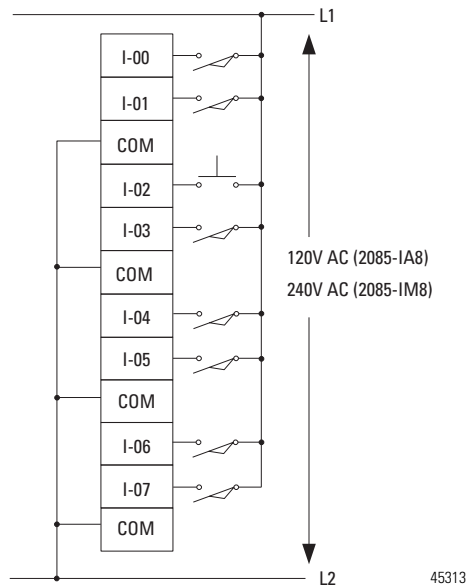 L1
I-00
I-01
COM
I-02
I-03
COM
120V AC (2085-IA8)
240V AC (2085-IM8)
I-04
I-05
COM
I-06
I-07
COM
L2
45313